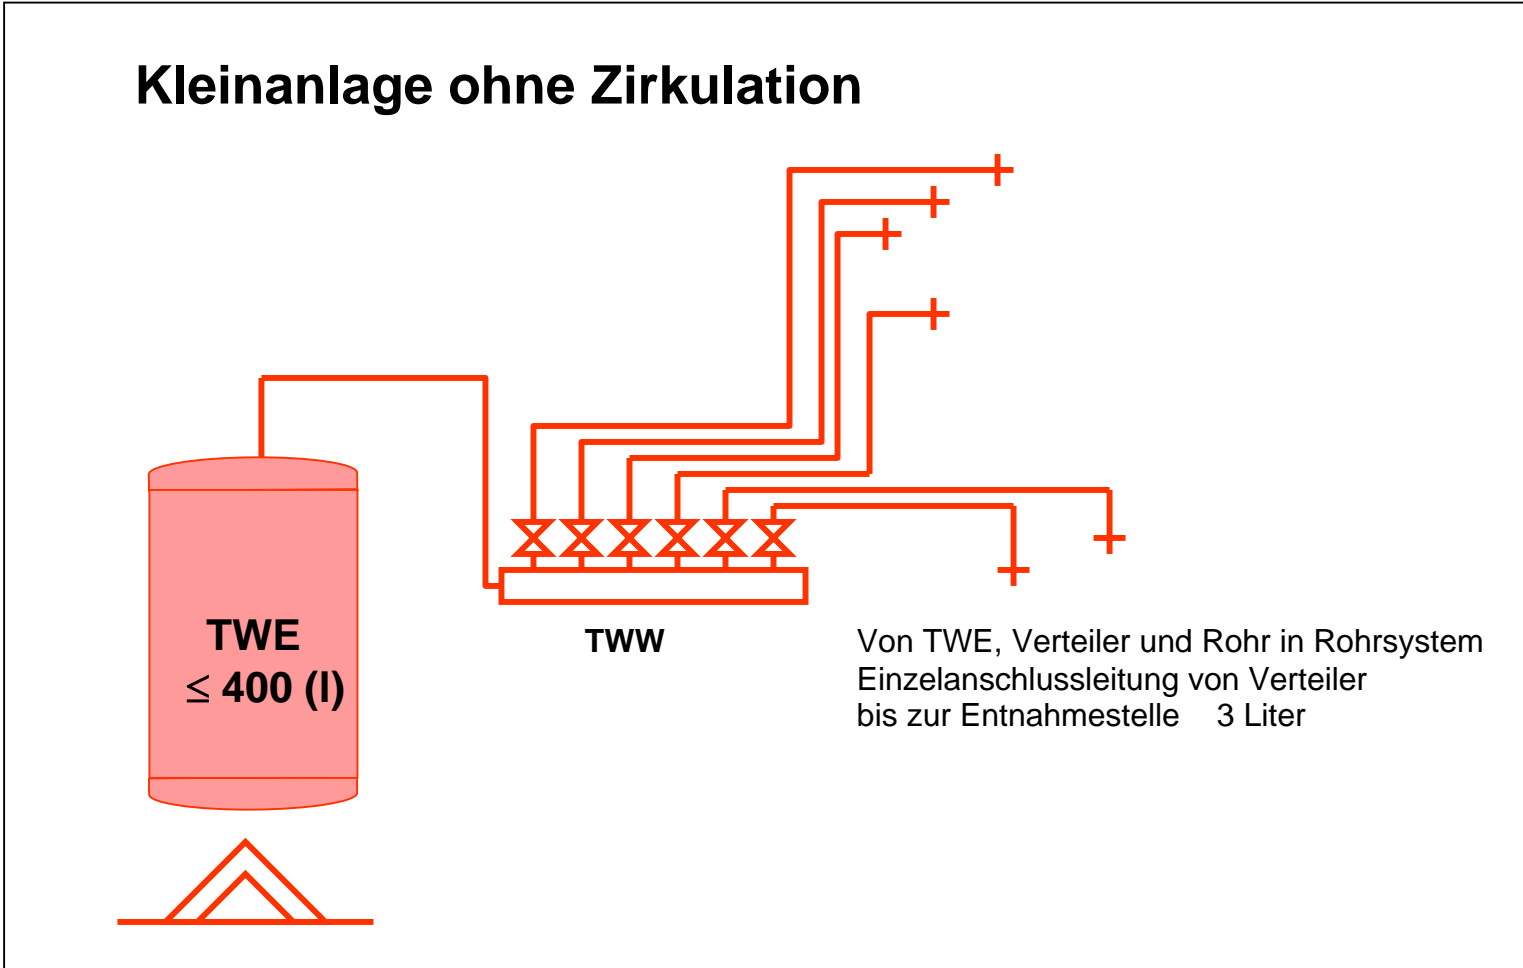 Kleinanlage ohne Zirkulation
TWE
≤ 400 (l)
TWW
Von TWE, Verteiler und Rohr in Rohrsystem
Einzelanschlussleitung von Verteiler
bis zur Entnahmestelle 3 Liter